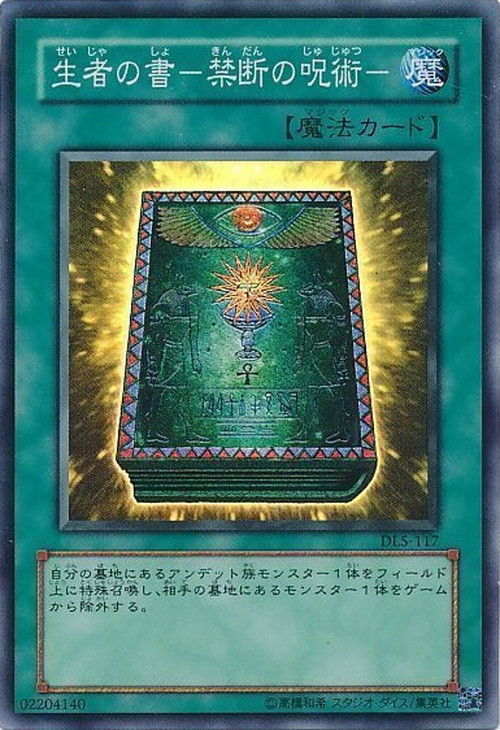 生者の書－禁断の呪術－
魔
【魔法カード】
DL5-117
自分の墓地にあるアンデット族モンスター１体をフィールド
上に特殊召喚し、相手の墓地にあるモンスター１体をゲーム
から除外する。
02204140
©高橋和希 スタジオ・ダイス/集英社